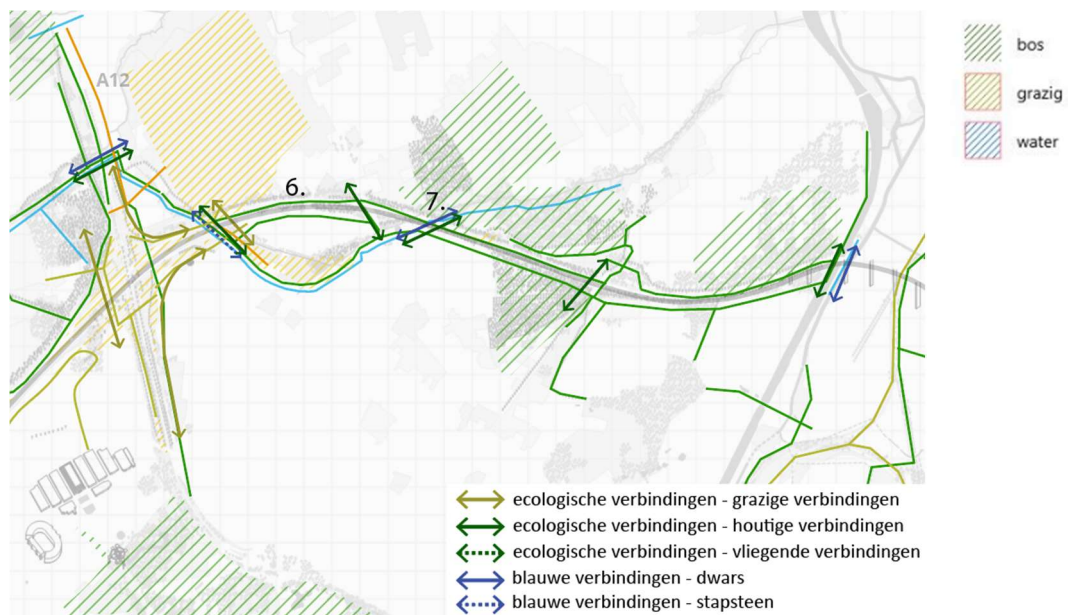 A12
6.
7.
bos
grazig
water
ecologische verbindingen - grazige verbindingen
ecologische verbindingen - houtige verbindingen
ecologische verbindingen - vliegende verbindingen
blauwe verbindingen - dwars
blauwe verbindingen - stapsteen